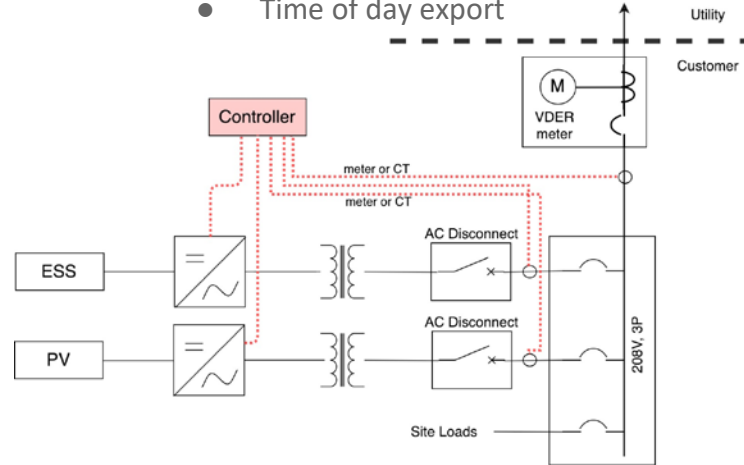 ● Time of day export
Utility
Customer
M
VDER
meter
Controller
meter or CT
meter or CT
AC Disconnect
ESS
AC Disconnect
PV
208V, 3P
Site Loads